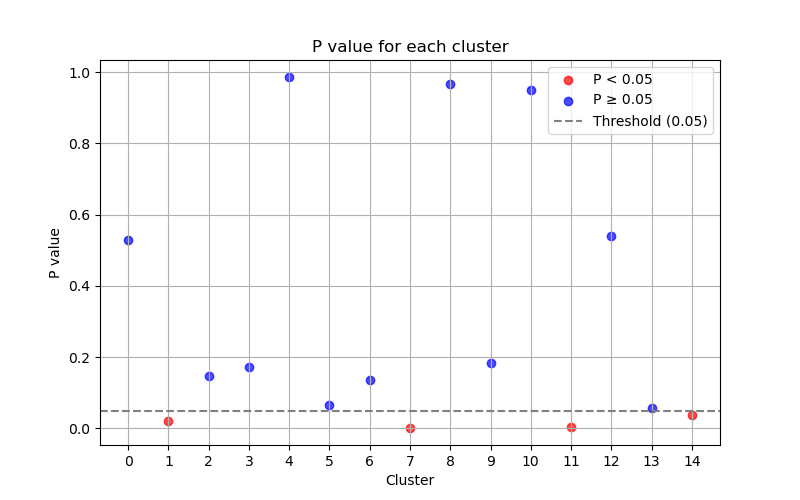 P value for each cluster
P < 0.05
P ≥ 0.05
Threshold (0.05)
1.0
0.8
0.6
0.4
0.2
0.0
P value
0 1 2 3 4 5 6 7 8 9 10 11 12 13 14
Cluster